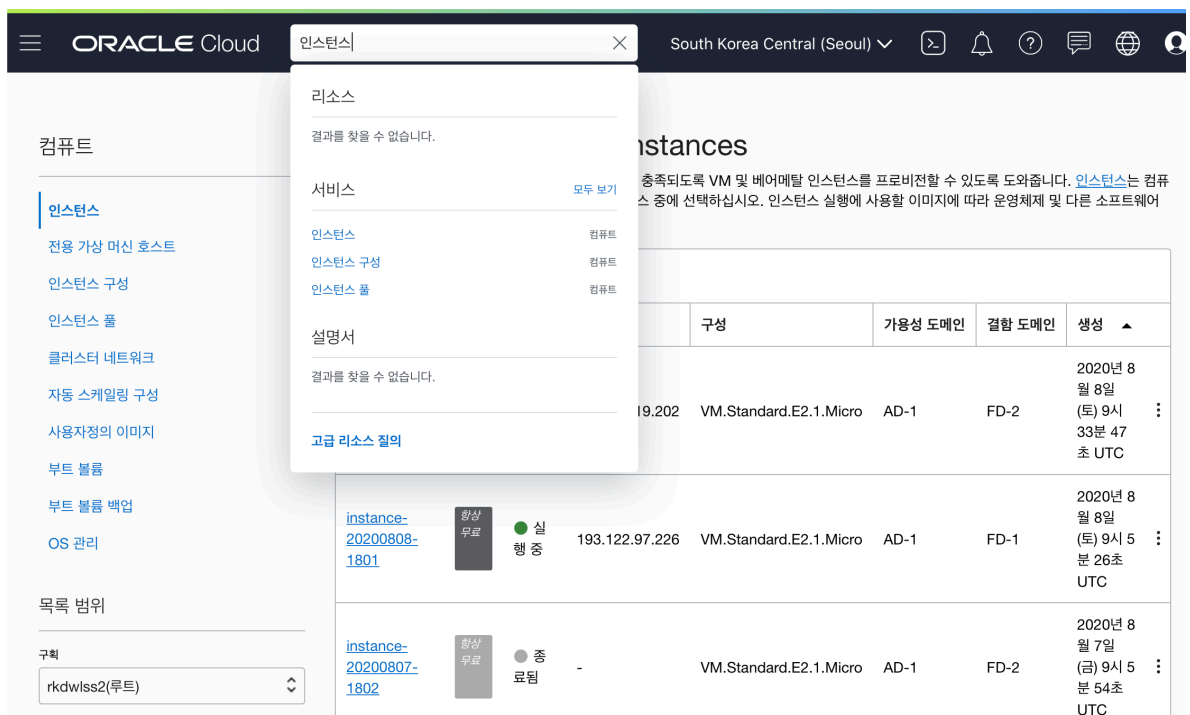 ORACLE Cloud
인스턴스
South Korea Central (Seoul)
리소스
결과를 찾을 수 없습니다.
서비스
모두 보기
인스턴스
컴퓨트
인스턴스 구성
컴퓨트
인스턴스 풀
컴퓨트
설명서
결과를 찾을 수 없습니다.
고급 리소스 질의
컴퓨트
인스턴스
전용 가상 머신 호스트
인스턴스 구성
인스턴스 풀
클러스터 네트워크
자동 스케일링 구성
사용자정의 이미지
부트 볼륨
부트 볼륨 백업
OS 관리
목록 범위
구획
rkdwlss2(루트)
nstances
충족되도록 VM 및 베어메탈 인스턴스를 프로비전할 수 있도록 도와줍니다. 인스턴스는 컴퓨
스 중에 선택하십시오. 인스턴스 실행에 사용할 이미지에 따라 운영체제 및 다른 소프트웨어
구성
가용성 도메인
결함 도메인
생성
19.202
VM.Standard.E2.1.Micro
AD-1
FD-2
2020년 8
월 8일
(토) 9시
33분 47
초 UTC
instance-
20200808-
1801
항상
무료
실
행 중
193.122.97.226
VM.Standard.E2.1.Micro
AD-1
FD-1
2020년 8
월 8일
(토) 9시 5
분 26초
UTC
instance-
20200807-
1802
항상
무료
종
료됨
-
VM.Standard.E2.1.Micro
AD-1
FD-2
2020년 8
월 7일
(금) 9시 5
분 54초
UTC